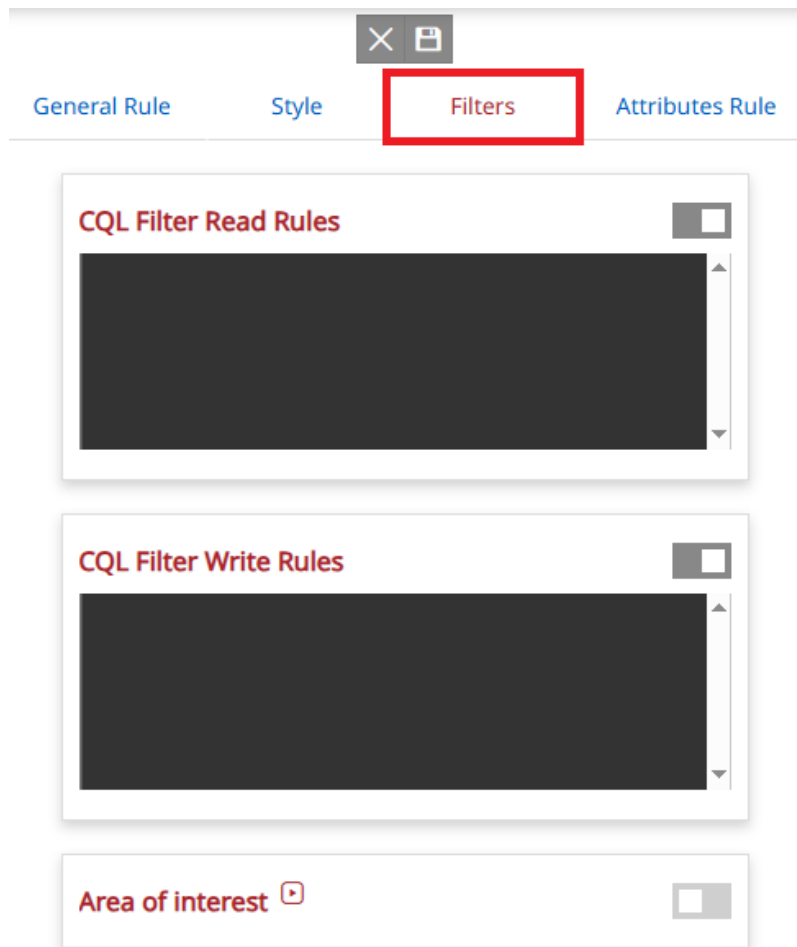 General Rule Style Filters Attributes Rule
CQL Filter Read Rules
CQL Filter Write Rules
Area of interest